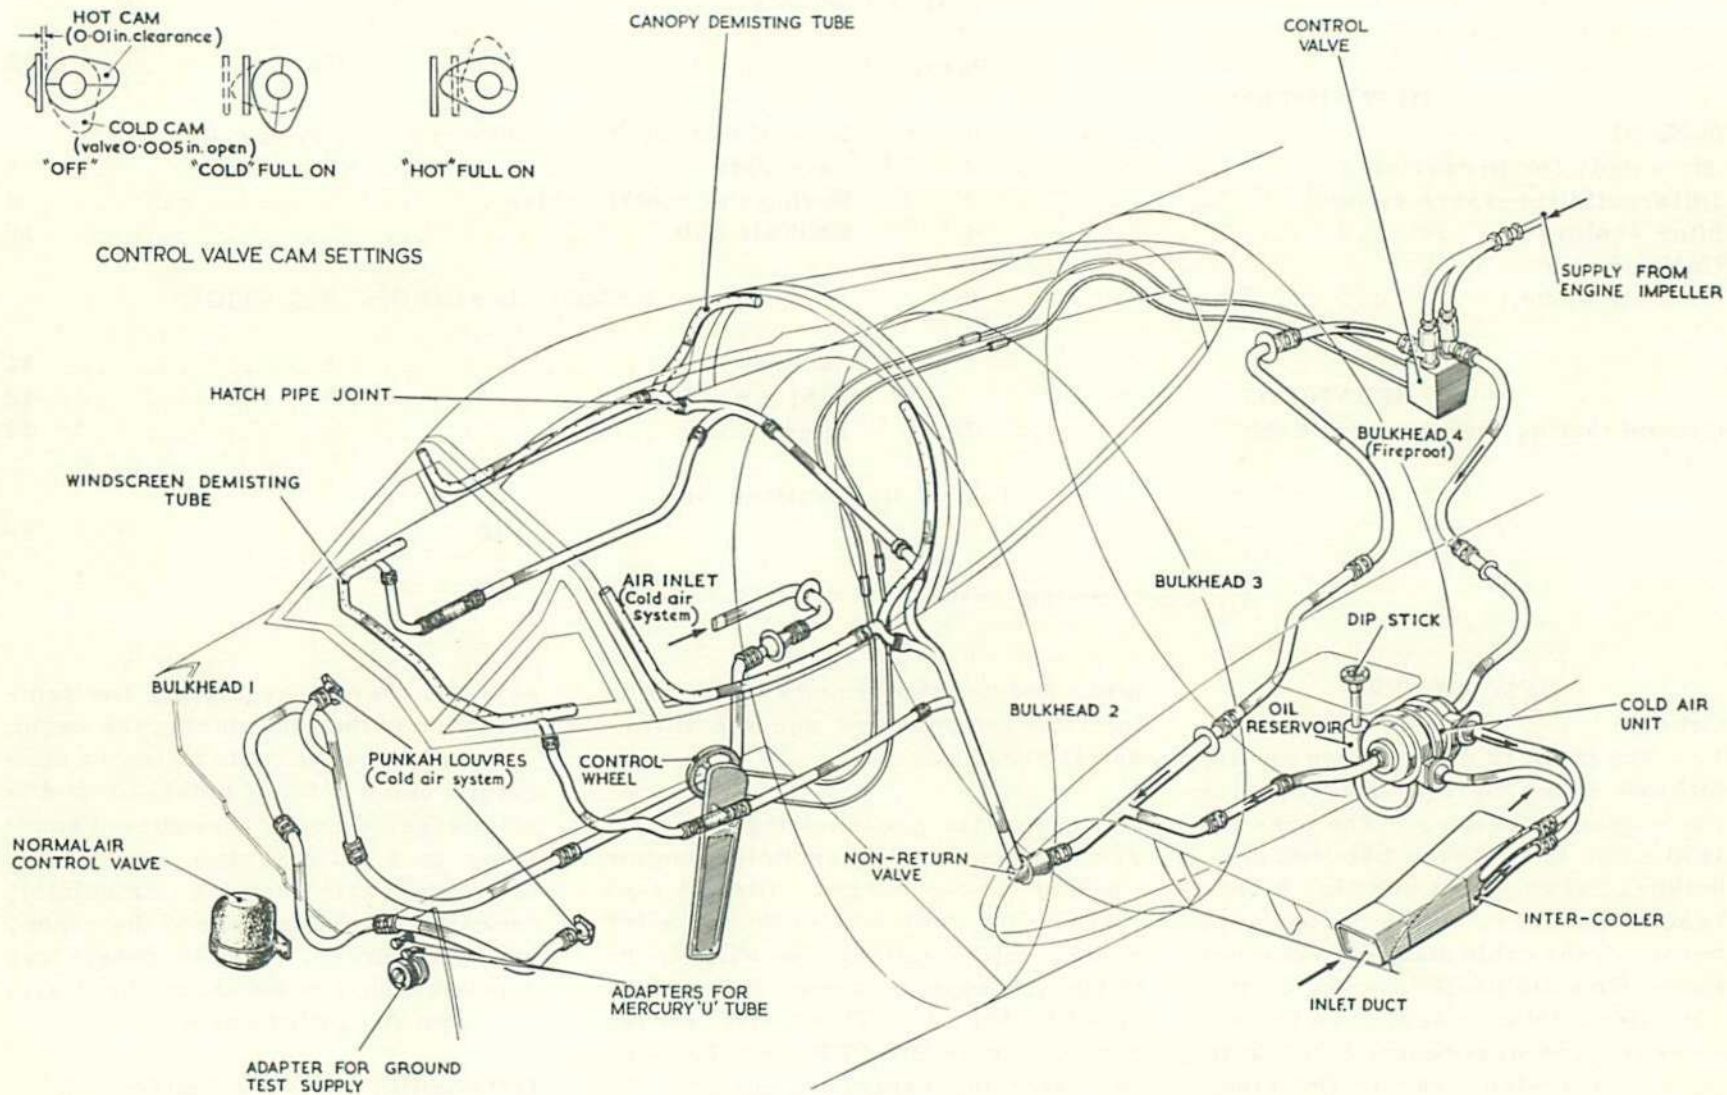 HOT CAM
(0·01 in. clearance)
COLD CAM
(valve 0·005 in. open)
"OFF"
"COLD" FULL ON
"HOT" FULL ON
CONTROL VALVE CAM SETTINGS
CANOPY DEMISTING TUBE
CONTROL
VALVE
SUPPLY FROM
ENGINE IMPELLER
HATCH PIPE JOINT
BULKHEAD 4
(Fireproof)
WINDSCREEN DEMISTING
TUBE
AIR INLET
(Cold air
system)
BULKHEAD 3
DIP STICK
BULKHEAD 1
BULKHEAD 2
OIL
RESERVOIR
COLD AIR
UNIT
PUNKAH LOUVRES
(Cold air system)
CONTROL
WHEEL
NORMALAIR
CONTROL VALVE
NON-RETURN
VALVE
INTER-COOLER
ADAPTERS FOR
MERCURY 'U' TUBE
INLET DUCT
ADAPTER FOR GROUND
TEST SUPPLY